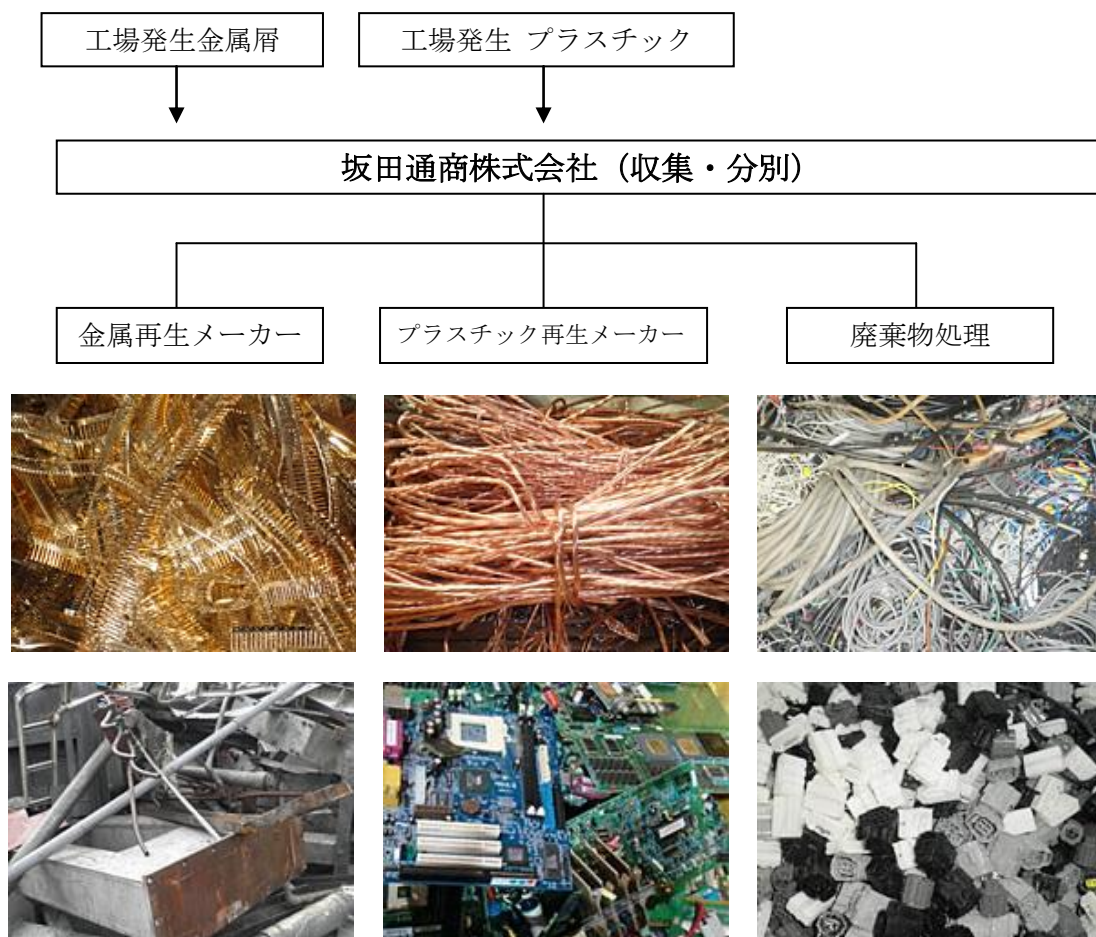 工場発生金属屑
工場発生 プラスチック
坂田通商株式会社（収集・分別）
金属再生メーカー
プラスチック再生メーカー
廃棄物処理